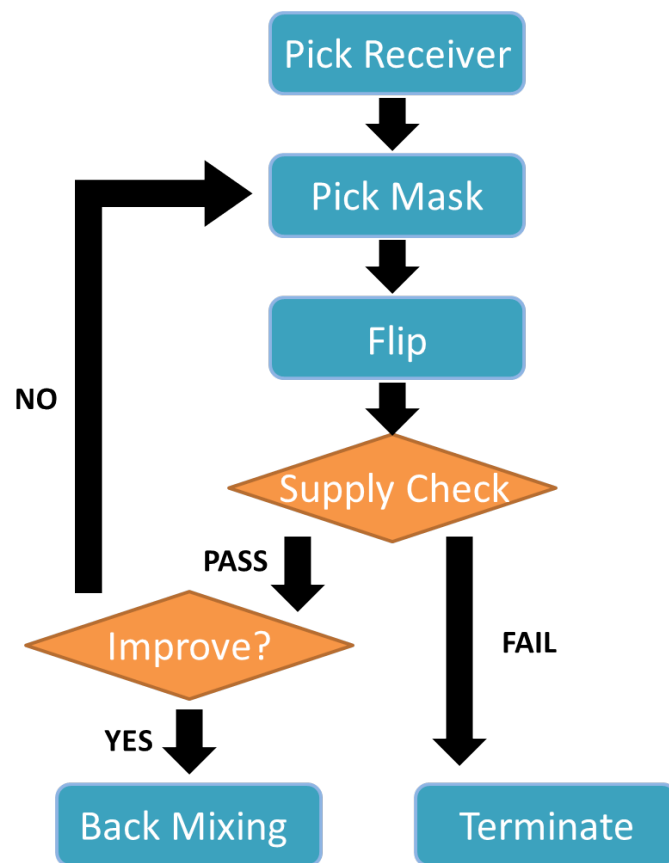 Pick Receiver
Pick Mask
Flip
NO
Supply Check
PASS
Improve?
FAIL
YES
Back Mixing
Terminate